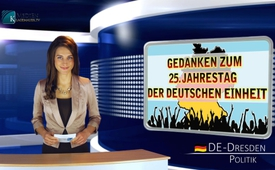 GEDANKEN ZUM
25. JAHRESTAG
DER DEUTSCHEN EINHEIT
DE-DRESDEN
POLITIK